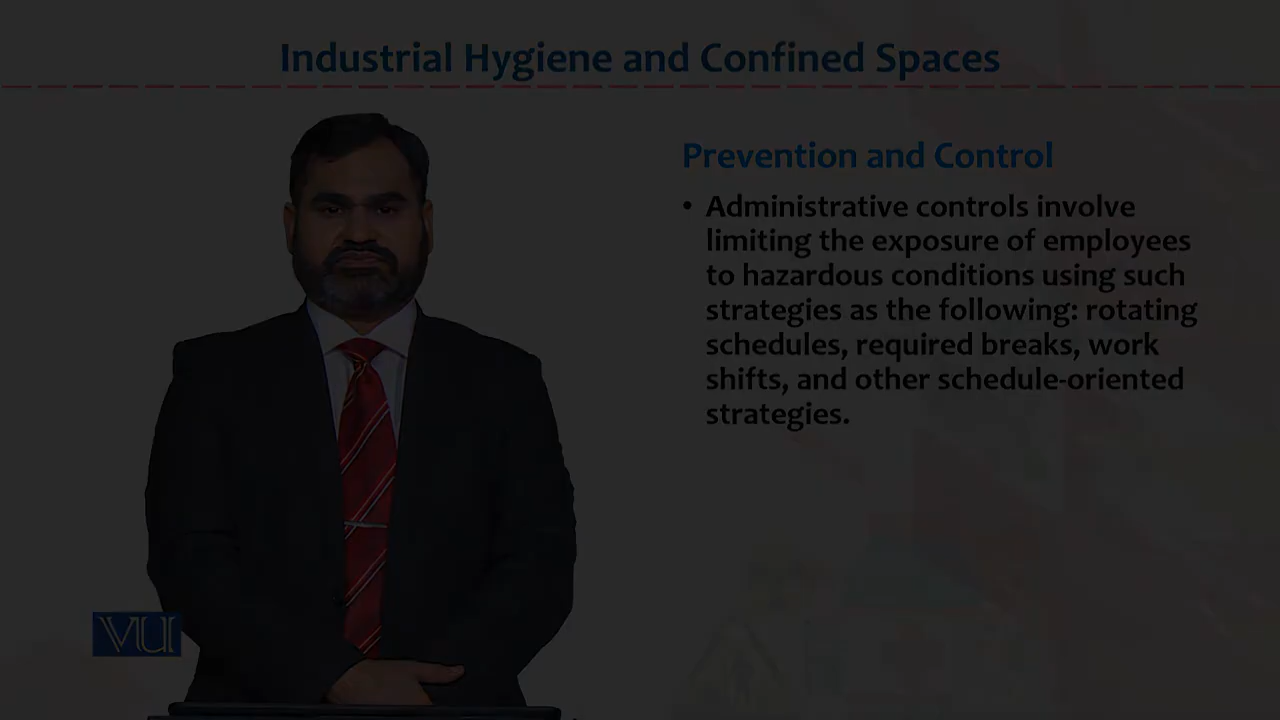 Industrial Hygiene and Confined Spaces
Prevention and Control
• Administrative controls involve
limiting the exposure of employees
to hazardous conditions using such
strategies as the following: rotating
schedules, required breaks, work
shifts, and other schedule-oriented
strategies.
VU